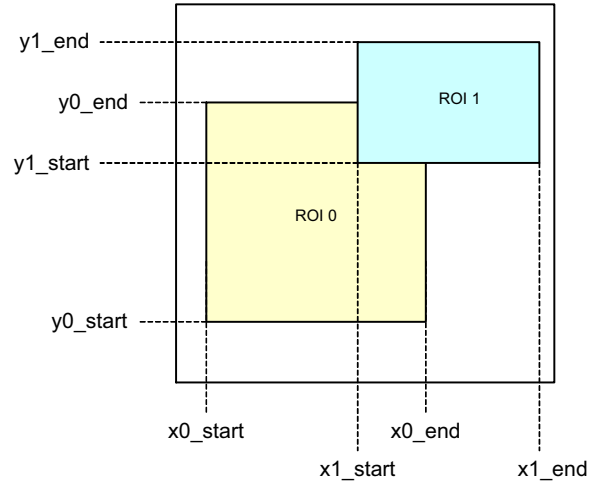 y1_end
y0_end
ROI 1
y1_start
ROI 0
y0_start
x0_start
x0_end
x1_start
x1_end